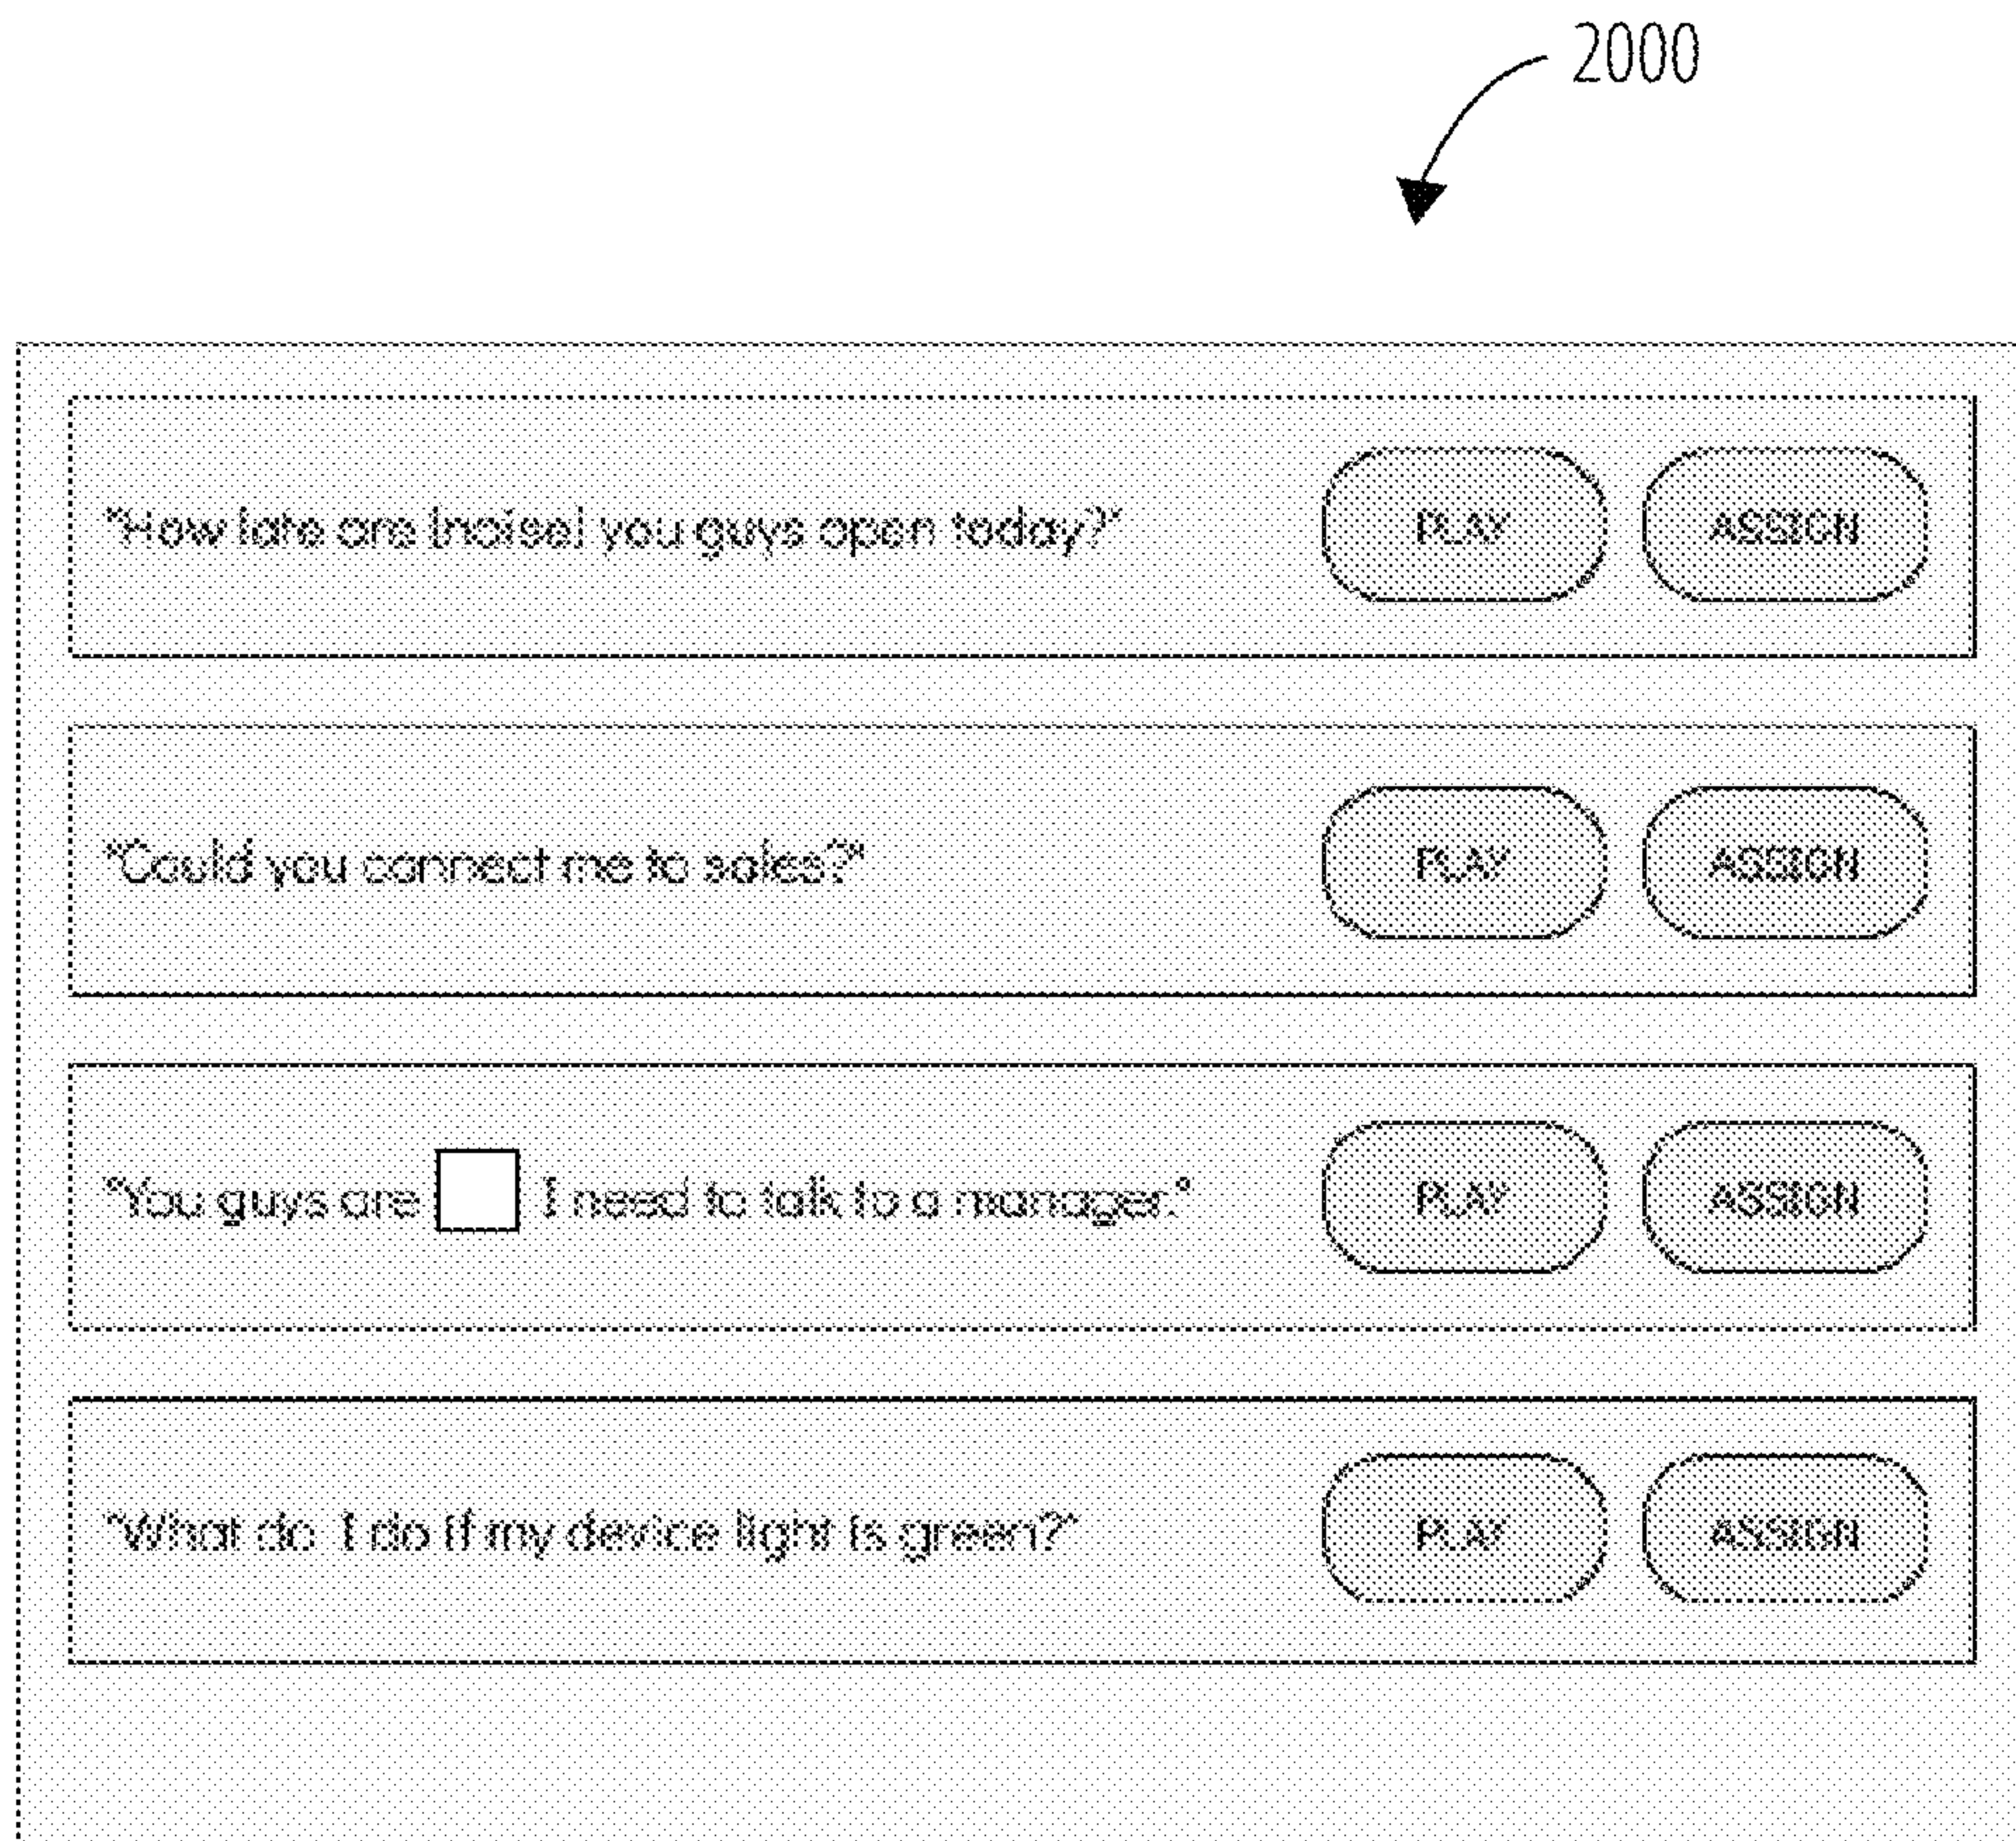 2000
"How late are [noise] you guys open today?" PLAY ASSIGN
"Could you connect me to sales?" PLAY ASSIGN
"You guys are I need to talk to a manager." PLAY ASSIGN
"What do I do if my device light is green?" PLAY ASSIGN